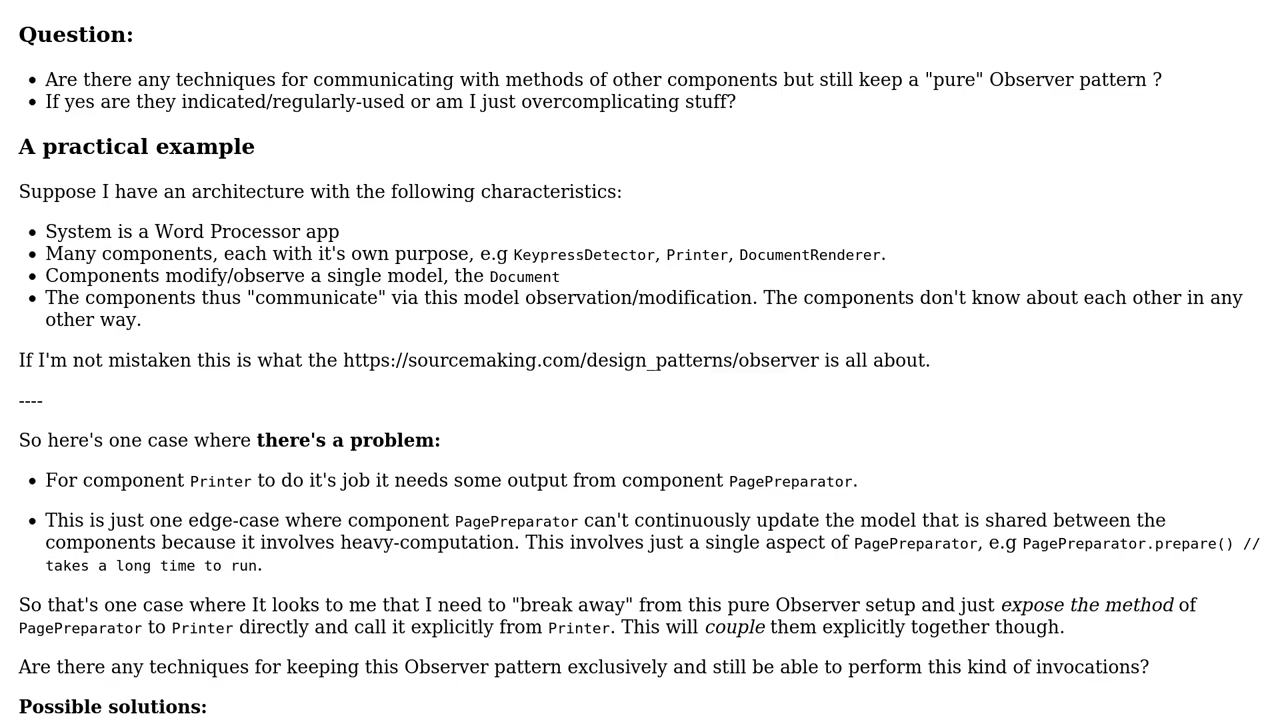 Question:
Are there any techniques for communicating with methods of other components but still keep a "pure" Observer pattern ?
If yes are they indicated/regularly-used or am I just overcomplicating stuff?
A practical example
Suppose I have an architecture with the following characteristics:
System is a Word Processor app
Many components, each with it's own purpose, e.g KeypressDetector, Printer, DocumentRenderer.
Components modify/observe a single model, the Document
The components thus "communicate" via this model observation/modification. The components don't know about each other in any
other way.
If I'm not mistaken this is what the https://sourcemaking.com/design_patterns/observer is all about.
----
So here's one case where there's a problem:
For component Printer to do it's job it needs some output from component PagePreparator.
This is just one edge-case where component PagePreparator can't continuously update the model that is shared between the
components because it involves heavy-computation. This involves just a single aspect of PagePreparator, e.g PagePreparator.prepare() //
takes a long time to run.
So that's one case where It looks to me that I need to "break away" from this pure Observer setup and just expose the method of
PagePreparator to Printer directly and call it explicitly from Printer. This will couple them explicitly together though.
Are there any techniques for keeping this Observer pattern exclusively and still be able to perform this kind of invocations?
Possible solutions: